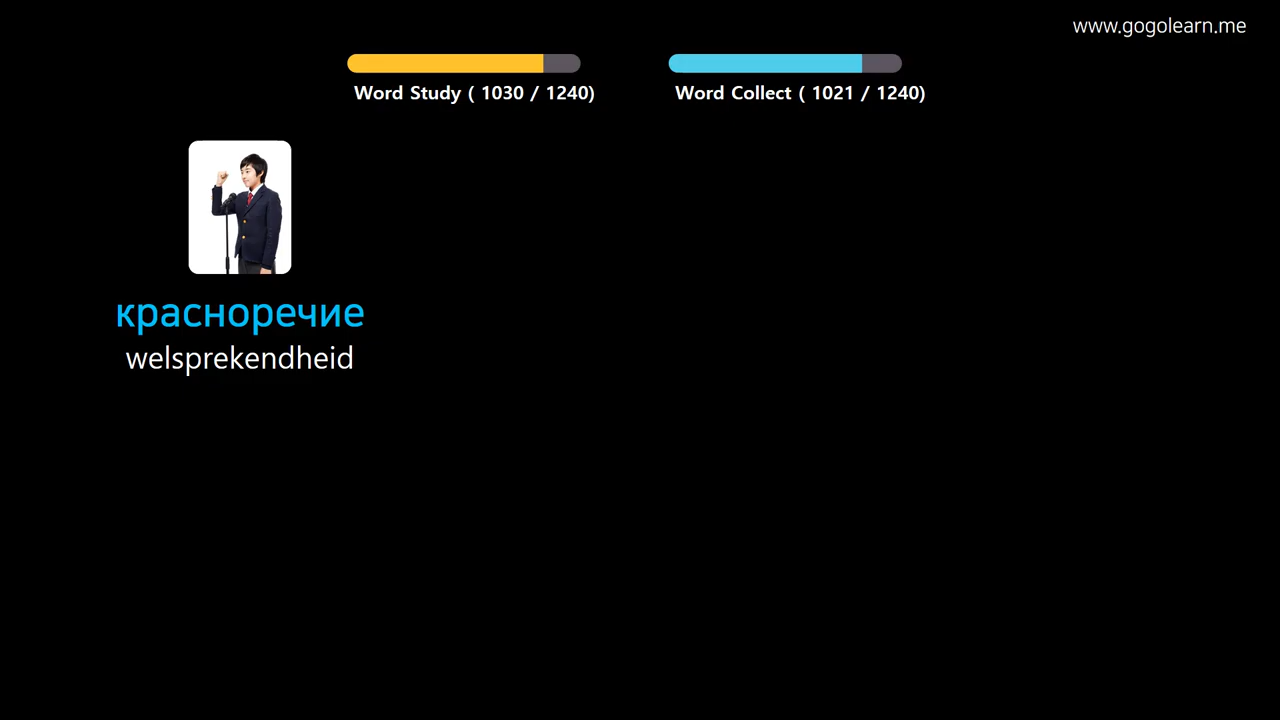 www.gogolearn.me
Word Study ( 1030 / 1240)
Word Collect ( 1021 / 1240)
красноречие
welsprekendheid